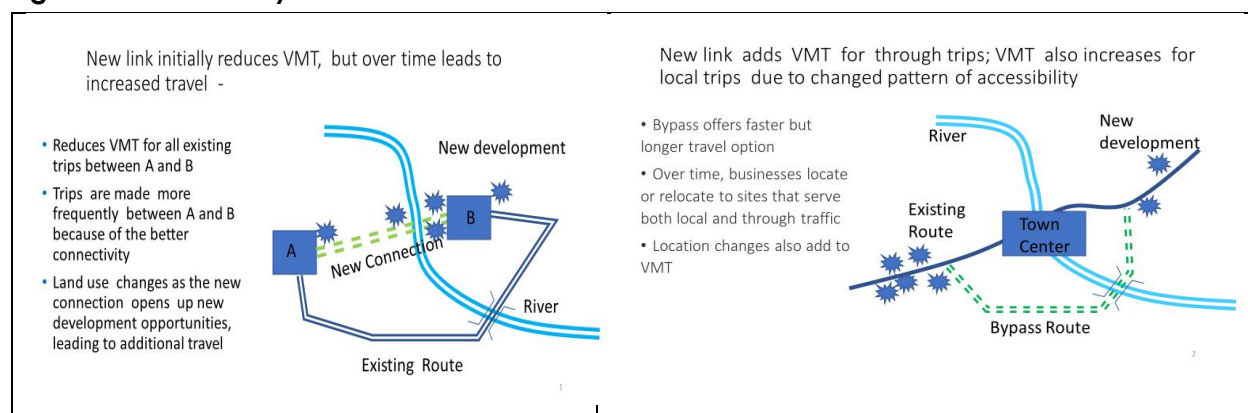 New link initially reduces VMT, but over time leads to
increased travel -
• Reduces VMT for all existing
trips between A and B
• Trips are made more
frequently between A and B
because of the better
connectivity
• Land use changes as the new
connection opens up new
development opportunities,
leading to additional travel
New development
B
A
New Connection
River
Existing Route
1
New link adds VMT for through trips; VMT also increases for
local trips due to changed pattern of accessibility
• Bypass offers faster but
longer travel option
• Over time, businesses locate
or relocate to sites that serve
both local and through traffic
• Location changes also add to
VMT
River
New
development
Existing
Route
Town
Center
Bypass Route
2